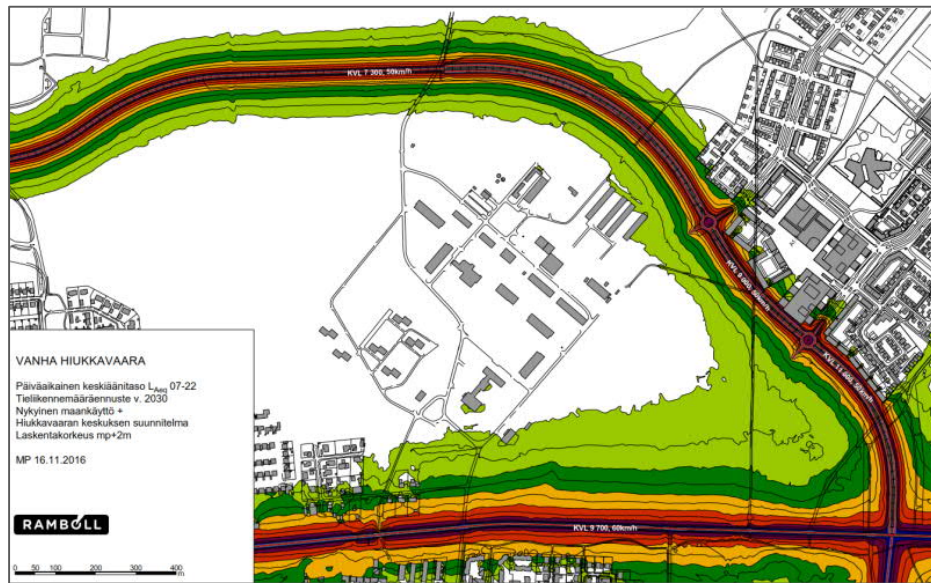 KVL 7 300, 50km/h
KVL 9 000, 50km/h
KVL 11 000, 50km/h
KVL 9 700, 60km/h
VANHA HIUKKAVAARA
Päiväaikainen keskiäänitaso LAeq 07-22
Tieliikennemääräennuste v. 2030
Nykyinen maankäyttö +
Hiukkavaaran keskuksen suunnitelma
Laskentakorkeus mp+2m
MP 16.11.2016
RAMBOLL
0 50 100 200 300 400
m